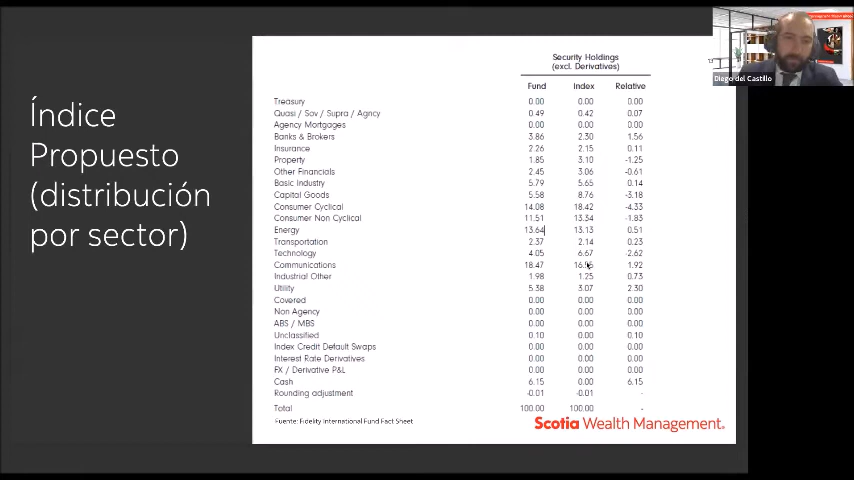 Índice
Propuesto
(distribución
por sector)
Security Holdings
(excl. Derivatives)
Fund Index Relative
Treasury 0.00 0.00 0.00
Quasi / Sov / Supra / Agncy 0.49 0.42 0.07
Agency Mortgages 0.00 0.00 0.00
Banks & Brokers 3.86 2.30 1.56
Insurance 2.26 2.15 0.11
Property 1.85 3.10 -1.25
Other Financials 2.45 3.06 -0.61
Basic Industry 5.79 5.65 0.14
Capital Goods 5.58 8.76 -3.18
Consumer Cyclical 14.08 18.42 -4.33
Consumer Non Cyclical 11.51 13.34 -1.83
Energy 13.64 13.13 0.51
Transportation 2.37 2.14 0.23
Technology 4.05 6.67 -2.62
Communications 18.47 1.92
Industrial Other 1.98 1.25 0.73
Utility 5.38 3.07 2.30
Covered 0.00 0.00 0.00
Non Agency 0.00 0.00 0.00
ABS / MBS 0.00 0.00 0.00
Unclassified 0.10 0.00 0.10
Index Credit Default Swaps 0.00 0.00 0.00
Interest Rate Derivatives 0.00 0.00 0.00
FX / Derivative P&L 0.00 0.00 0.00
Cash 6.15 0.00 6.15
Rounding adjustment -0.01 -0.01 -
Total 100.00 100.00 -
Fuente: Fidelity International Fund Fact Sheet
Scotia Wealth Management.
Diego del Castillo